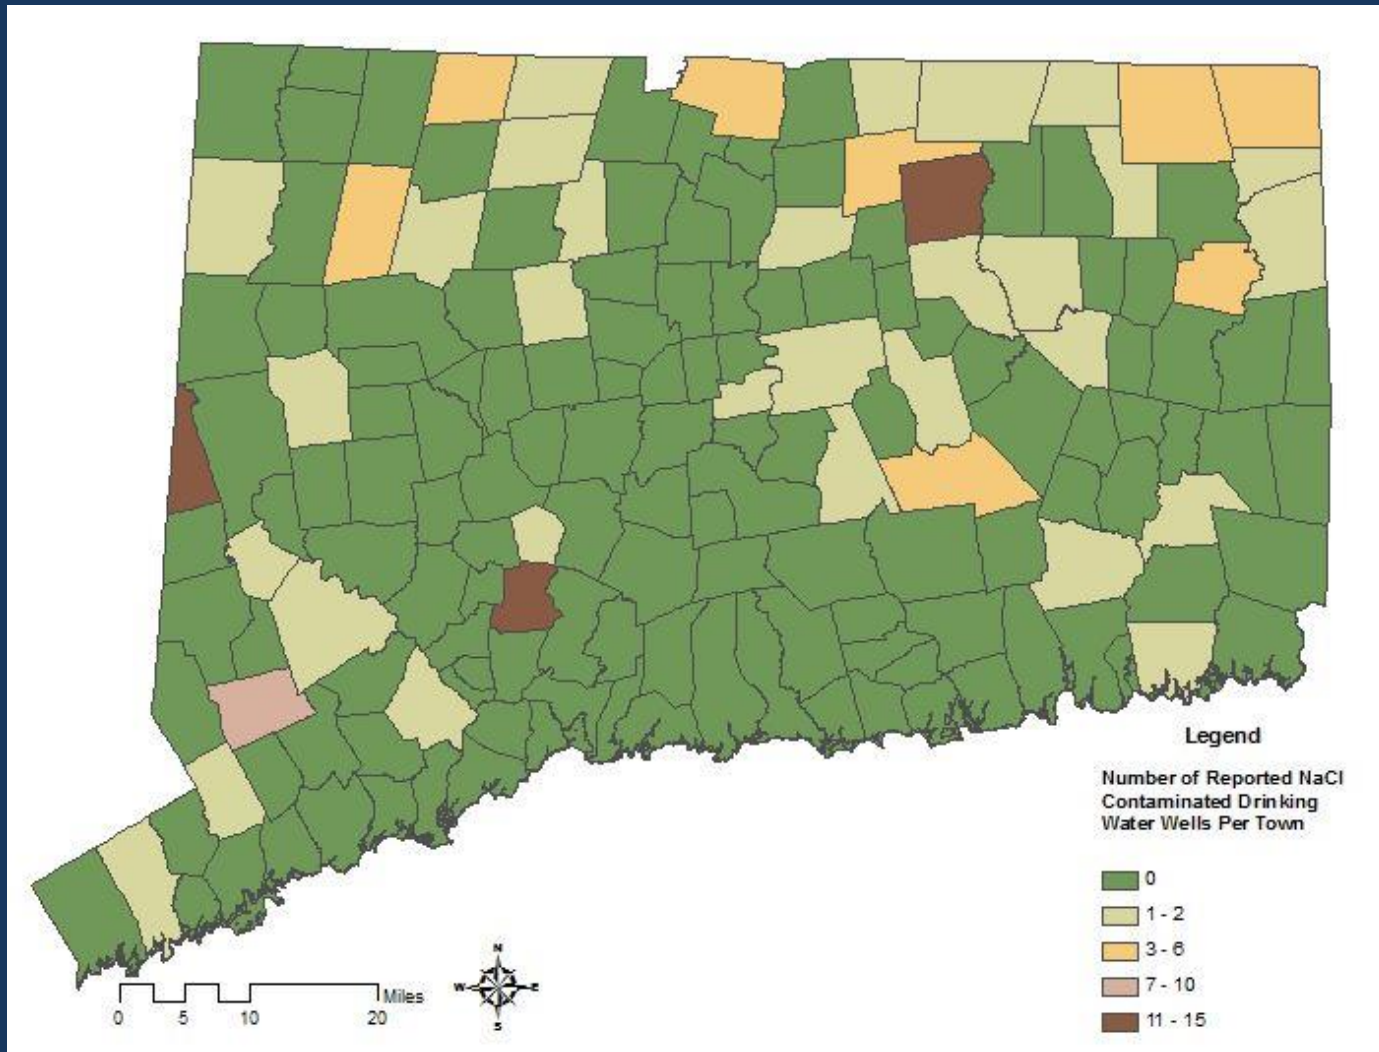 Legend
Number of Reported NaCl
Contaminated Drinking
Water Wells Per Town
0
1 - 2
3 - 6
7 - 10
11 - 15
N
W E
S
Miles
0 5 10 20